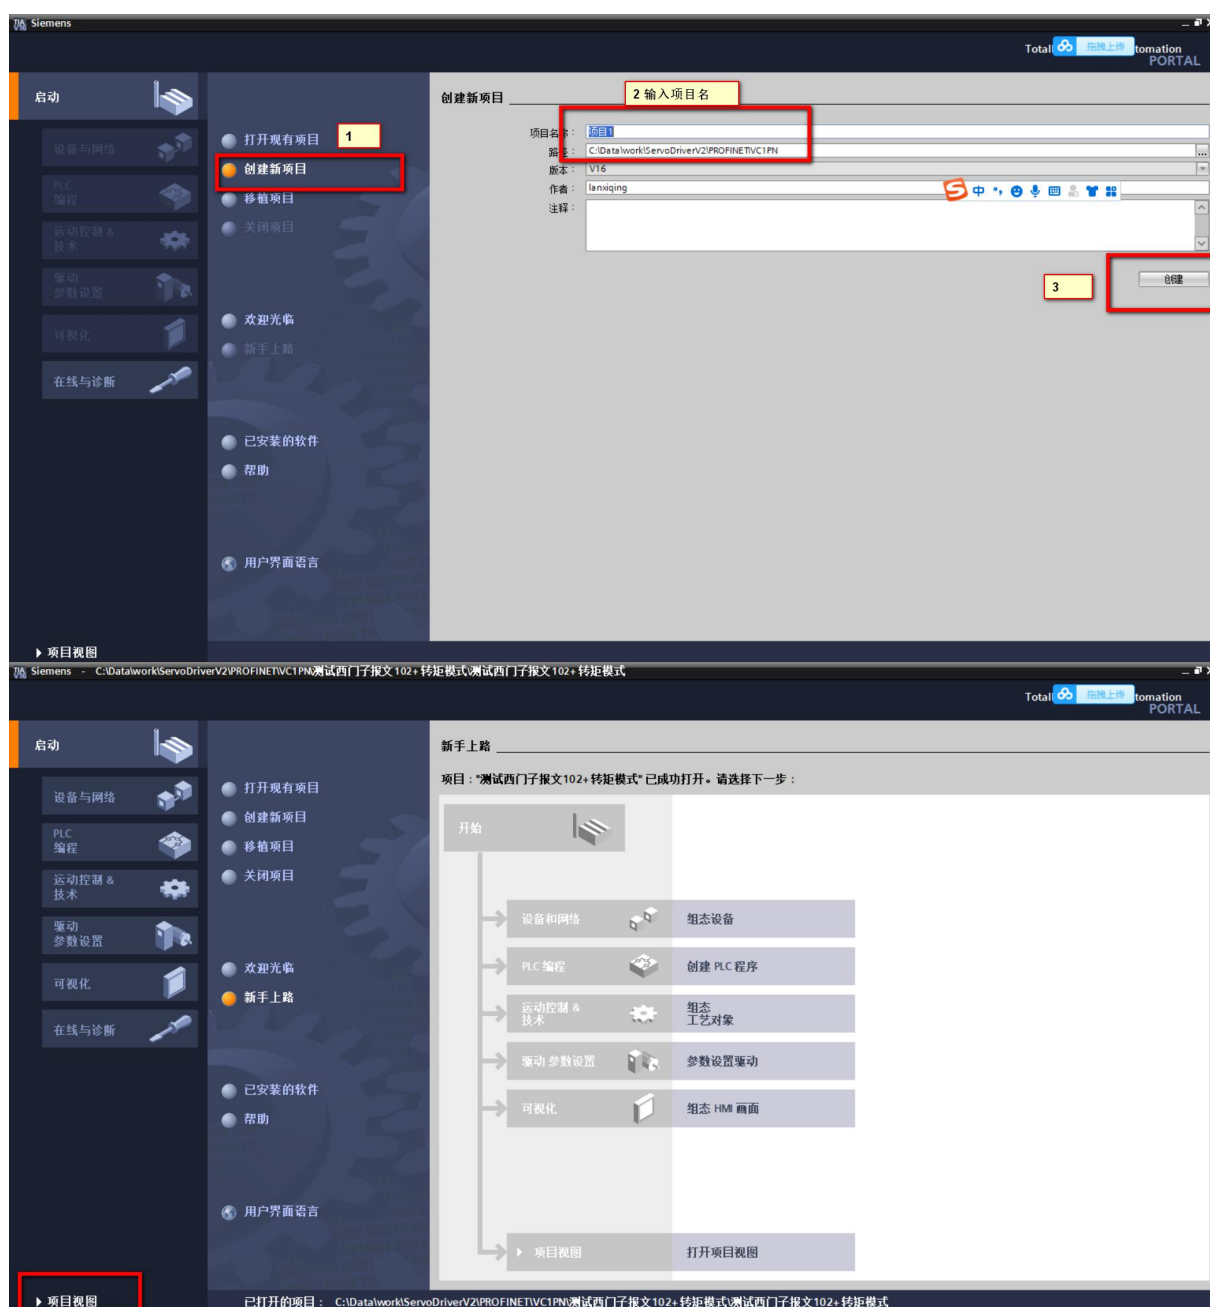 Siemens
Totall
拖拽上传
tomation
PORTAL
启动
创建新项目
2 输入项目名
设备与网络
PLC
编程
运动控制 &
技术
驱动
参数设置
可视化
在线与诊断
打开现有项目
1
创建新项目
移植项目
关闭项目
欢迎光临
新手上路
已安装的软件
帮助
用户界面语言
项目名称：
项目1
路径：
C:\Data\work\ServoDriverV2\PROFINET\VC1PN
...
版本：
V16
作者：
lanxiqing
中
注释：
3
创建
项目视图
Siemens - C:\Data\work\ServoDriverV2\PROFINET\VC1PN\测试西门子报文102+转矩模式\测试西门子报文102+转矩模式
Total
拖拽上传
tomation
PORTAL
启动
新手上路
设备与网络
PLC
编程
运动控制 &
技术
驱动
参数设置
可视化
在线与诊断
打开现有项目
创建新项目
移植项目
关闭项目
欢迎光临
新手上路
已安装的软件
帮助
用户界面语言
项目："测试西门子报文102+转矩模式" 已成功打开。请选择下一步：
开始
设备和网络
组态设备
PLC 编程
创建 PLC 程序
运动控制 &
技术
组态
工艺对象
驱动 参数设置
参数设置驱动
可视化
组态 HMI 画面
项目视图
打开项目视图
项目视图
已打开的项目： C:\Data\work\ServoDriverV2\PROFINET\VC1PN\测试西门子报文102+转矩模式\测试西门子报文102+转矩模式